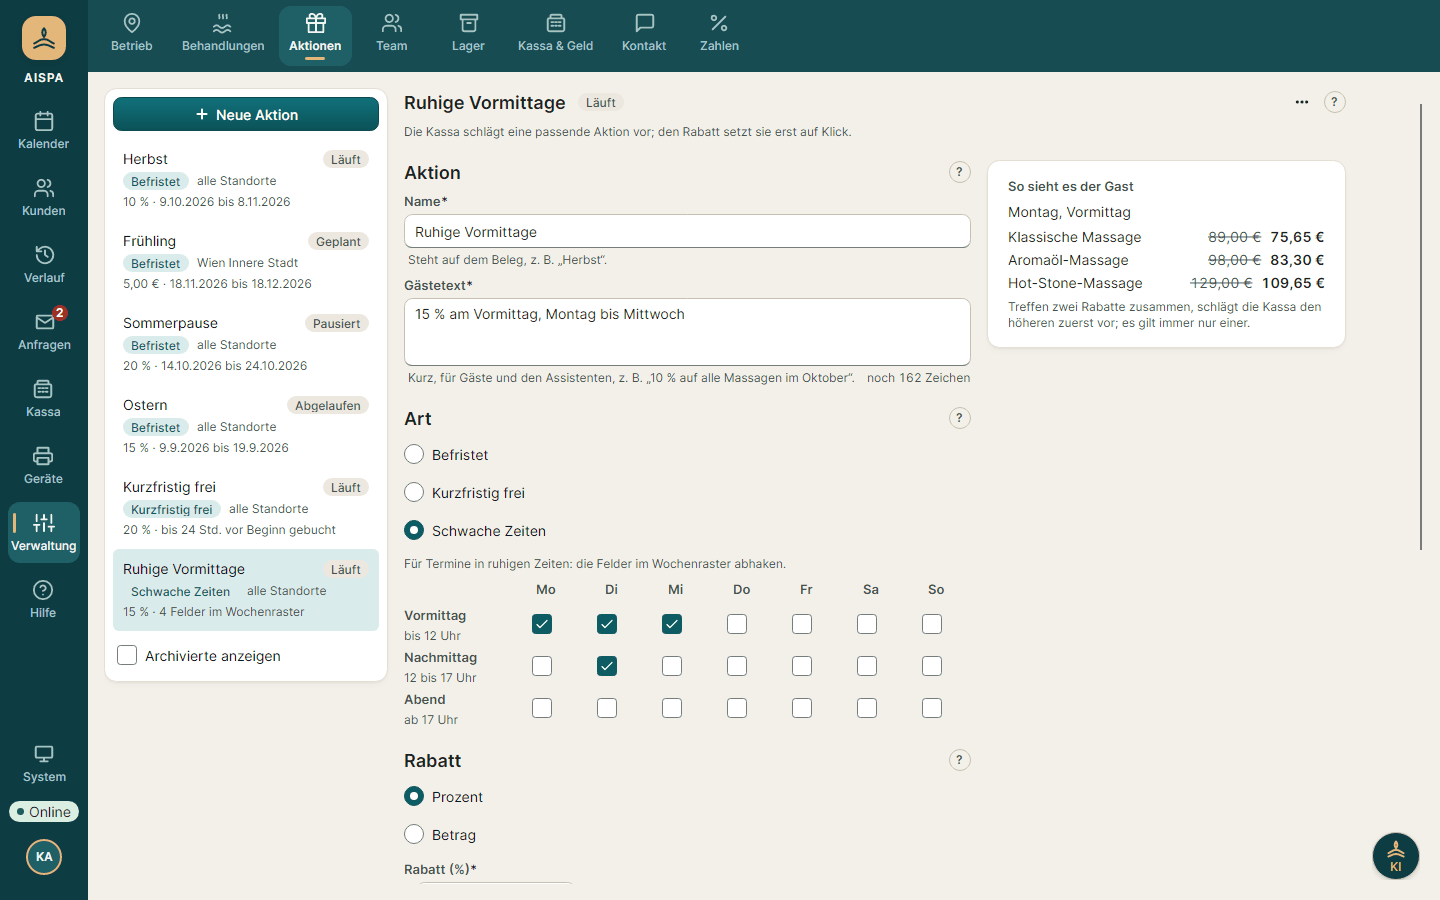 AISPA
Kalender
Kunden
Verlauf
2
Anfragen
Kassa
Geräte
Verwaltung
Hilfe
System
Online
KA
Betrieb
Behandlungen
Aktionen
Team
Lager
Kassa & Geld
Kontakt
Zahlen
+ Neue Aktion
Herbst Läuft
Befristet alle Standorte
10 % · 9.10.2026 bis 8.11.2026
Frühling Geplant
Befristet Wien Innere Stadt
5,00 € · 18.11.2026 bis 18.12.2026
Sommerpause Pausiert
Befristet alle Standorte
20 % · 14.10.2026 bis 24.10.2026
Ostern Abgelaufen
Befristet alle Standorte
15 % · 9.9.2026 bis 19.9.2026
Kurzfristig frei Läuft
Kurzfristig frei alle Standorte
20 % · bis 24 Std. vor Beginn gebucht
Ruhige Vormittage Läuft
Schwache Zeiten alle Standorte
15 % · 4 Felder im Wochenraster
Archivierte anzeigen
Ruhige Vormittage Läuft ... ?
Die Kassa schlägt eine passende Aktion vor; den Rabatt setzt sie erst auf Klick.
Aktion ?
Name*
Ruhige Vormittage
Steht auf dem Beleg, z. B. „Herbst“.
Gästetext*
15 % am Vormittag, Montag bis Mittwoch
Kurz, für Gäste und den Assistenten, z. B. „10 % auf alle Massagen im Oktober“. noch 162 Zeichen
Art ?
Befristet
Kurzfristig frei
Schwache Zeiten
Für Termine in ruhigen Zeiten: die Felder im Wochenraster abhaken.
Mo Di Mi Do Fr Sa So
Vormittag
bis 12 Uhr
Nachmittag
12 bis 17 Uhr
Abend
ab 17 Uhr
Rabatt ?
Prozent
Betrag
Rabatt (%)*
So sieht es der Gast
Montag, Vormittag
Klassische Massage 89,00 € 75,65 €
Aromaöl-Massage 98,00 € 83,30 €
Hot-Stone-Massage 129,00 € 109,65 €
Treffen zwei Rabatte zusammen, schlägt die Kassa den
höheren zuerst vor; es gilt immer nur einer.
KI